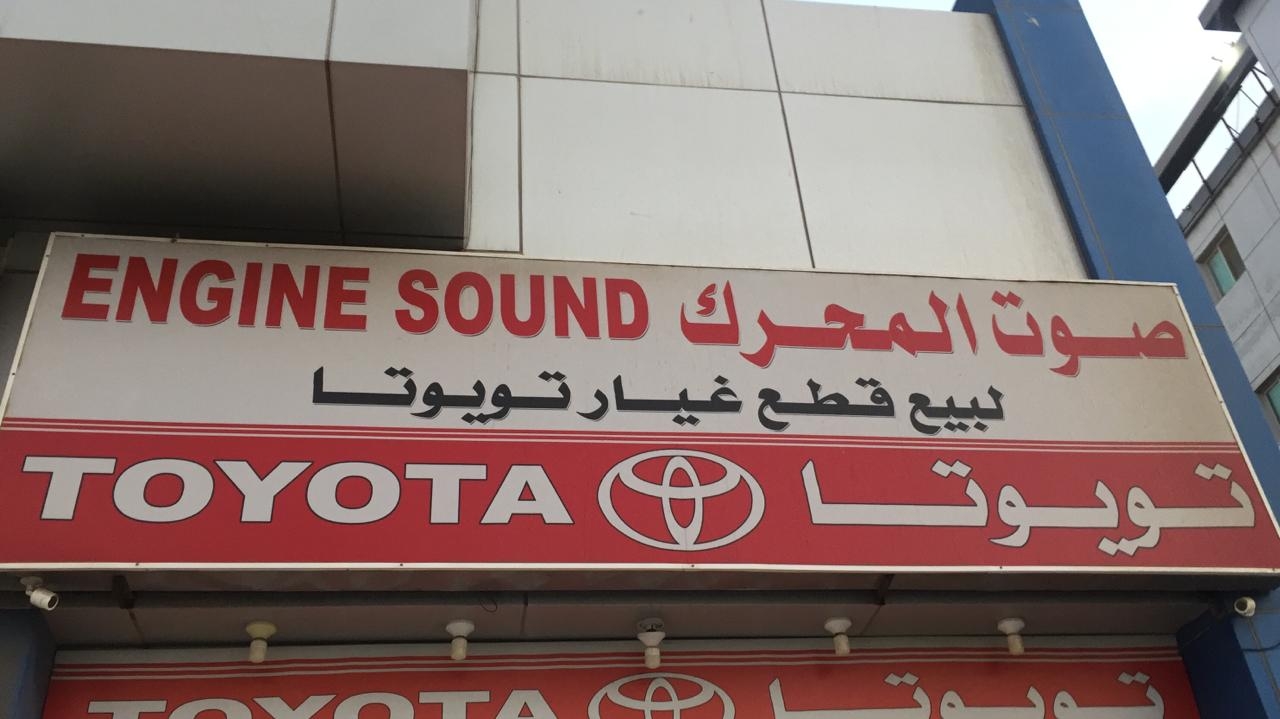 ENGINE SOUND صوت المحرك
لبيع قطع غيار تويوتا
TOYOTA تويوتا
TOYOTA تويوتا